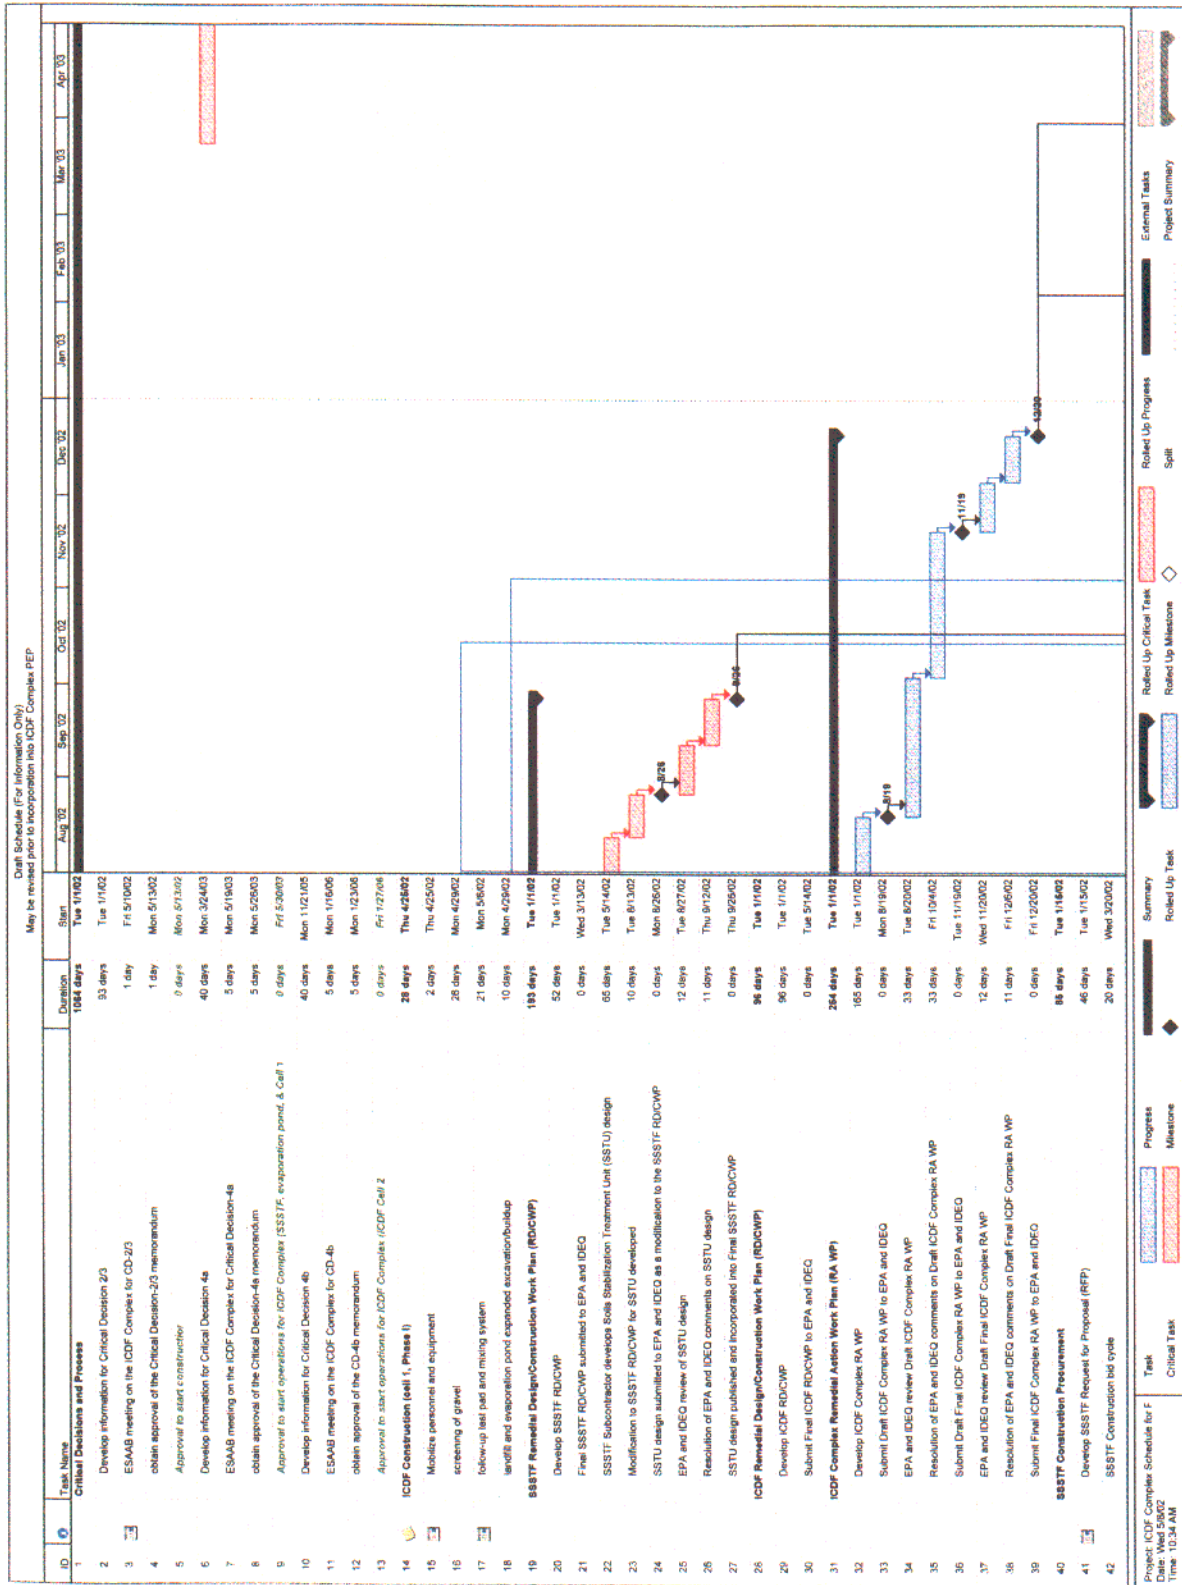 Draft Schedule (For Information Only)
May be revised prior to incorporation into ICDF Complex PEP
ID Task Name Duration Start Aug '02 Sep '02 Oct '02 Nov '02 Dec '02 Jan '03 Feb '03 Mar '03 Apr '03
1 Critical Decisions and Process 1064 days Tue 1/1/02
2 Develop information for Critical Decision 2/3 93 days Tue 1/1/02
3 ESAAB meeting on the ICDF Complex for CD-2/3 1 day Fri 5/10/02
4 obtain approval of the Critical Decision-2/3 memorandum 1 day Mon 5/13/02
5 Approval to start construction 0 days Mon 5/13/02
6 Develop information for Critical Decision 4a 40 days Mon 3/24/03
7 ESAAB meeting on the ICDF Complex for Critical Decision-4a 5 days Mon 5/19/03
8 obtain approval of the Critical Decision-4a memorandum 5 days Mon 5/26/03
9 Approval to start operations for ICDF Complex (SSSTF, evaporation pond, & Cell 1 0 days Fri 5/30/03
10 Develop information for Critical Decision 4b 40 days Mon 11/21/05
11 ESAAB meeting on the ICDF Complex for CD-4b 5 days Mon 1/16/06
12 obtain approval of the CD-4b memorandum 5 days Mon 1/23/06
13 Approval to start operations for ICDF Complex (ICDF Cell 2 0 days Fri 1/27/06
14 ICDF Construction (cell 1, Phase I) 28 days Thu 4/25/02
15 Mobilize personnel and equipment 2 days Thu 4/25/02
16 screening of gravel 26 days Mon 4/29/02
17 follow-up test pad and mixing system 21 days Mon 5/6/02
18 landfill and evaporation pond expanded excavation/buildup 10 days Mon 4/29/02
19 SSSTF Remedial Design/Construction Work Plan (RD/CWP) 193 days Tue 1/1/02
20 Develop SSSTF RD/CWP 52 days Tue 1/1/02
21 Final SSSTF RD/CWP submitted to EPA and IDEQ 0 days Wed 3/13/02
22 SSSTF Subcontractor develops Soils Stabilization Treatment Unit (SSTU) design 65 days Tue 5/14/02
23 Modification to SSSTF RD/CWP for SSTU developed 10 days Tue 8/13/02
24 SSTU design submitted to EPA and IDEQ as a modification to the SSSTF RD/CWP 0 days Mon 8/26/02 8/26
25 EPA and IDEQ review of SSTU design 12 days Tue 8/27/02
26 Resolution of EPA and IDEQ comments on SSTU design 11 days Thu 9/12/02
27 SSTU design published and incorporated into Final SSSTF RD/CWP 0 days Thu 9/26/02 9/26
28 ICDF Remedial Design/Construction Work Plan (RD/CWP) 96 days Tue 1/1/02
29 Develop ICDF RD/CWP 96 days Tue 1/1/02
30 Submit Final ICDF RD/CWP to EPA and IDEQ 0 days Tue 5/14/02
31 ICDF Complex Remedial Action Work Plan (RA WP) 254 days Tue 1/1/02
32 Develop ICDF Complex RA WP 165 days Tue 1/1/02
33 Submit Draft ICDF Complex RA WP to EPA and IDEQ 0 days Mon 8/19/02 8/19
34 EPA and IDEQ review Draft ICDF Complex RA WP 33 days Tue 8/20/02
35 Resolution of EPA and IDEQ comments on Draft ICDF Complex RA WP 33 days Fri 10/4/02
36 Submit Draft Final ICDF Complex RA WP to EPA and IDEQ 0 days Tue 11/19/02 11/19
37 EPA and IDEQ review Draft Final ICDF Complex RA WP 12 days Wed 11/20/02
38 Resolution of EPA and IDEQ comments on Draft Final ICDF Complex RA WP 11 days Fri 12/6/02
39 Submit Final ICDF Complex RA WP to EPA and IDEQ 0 days Fri 12/20/02
40 SSSTF Construction Procurement 85 days
41 Develop SSSTF Request for Proposal (RFP) 46 days Tue 1/15/02
42 SSSTF Construction bid cycle 20 days Wed 3/20/02
Project: ICDF Complex Schedule for F
Date: Wed 5/8/02
Time: 10:34 AM
Task Progress Summary Rolled Up Critical Task Rolled Up Progress External Tasks
Critical Task Milestone Rolled Up Task Rolled Up Milestone Split Project Summary